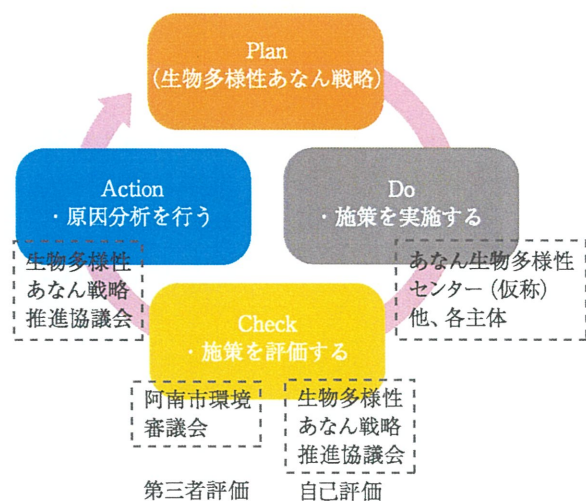 Plan
(生物多様性あなん戦略)
Action
・原因分析を行う
Do
・施策を実施する
生物多様性
あなん戦略
推進協議会
あなん生物多様性
センター(仮称)
他、各主体
Check
・施策を評価する
阿南市環境
審議会
生物多様性
あなん戦略
推進協議会
第三者評価
自己評価